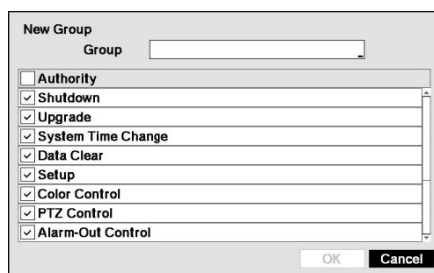 New Group
Group
Authority
Shutdown
Upgrade
System Time Change
Data Clear
Setup
Color Control
PTZ Control
Alarm-Out Control
OK Cancel